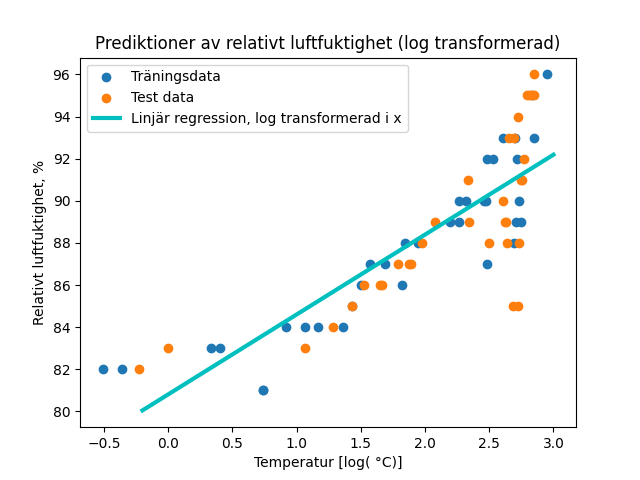 Prediktioner av relativt luftfuktighet (log transformerad)
Träningsdata
Test data
Linjär regression, log transformerad i x
Relativt luftfuktighet, %
96
94
92
90
88
86
84
82
80
−0.5
0.0
0.5
1.0
1.5
2.0
2.5
3.0
Temperatur [log( °C)]